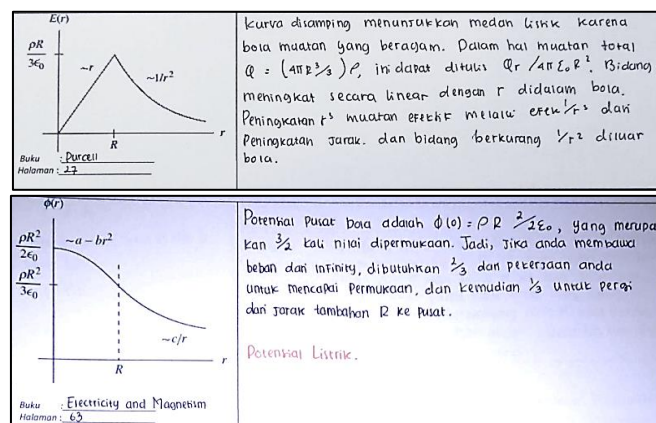 E(r)
ρR
3ϵ₀
~r
~1/r²
r
R
Buku : Purcell
Halaman : 27
Kurva disamping menunjukkan medan listrik karena
bola muatan yang beragam. Dalam hal muatan total
Q = (4πR³/3) ρ, ini dapat ditulis Qr /4π ε₀ R². Bidang
meningkat secara linear dengan r didalam bola.
Peningkatan r³ muatan efektif melalui efek 1/r² dari
Peningkatan jarak. dan bidang berkurang 1/r² diluar
bola.
ϕ(r)
ρR²
2ϵ₀
~a − br²
ρR²
3ϵ₀
~c/r
r
R
Buku : Electricity and Magnetism
Halaman : 63
Potensial pusat bola adalah ϕ(0) = ρ R ²/2ε₀, yang merupa
kan 3/2 kali nilai dipermukaan. Jadi, jika anda membawa
beban dari infinity, dibutuhkan 2/3 dari pekerjaan anda
untuk mencapai permukaan, dan kemudian 1/3 untuk pergi
dari jarak tambahan R ke pusat.
Potensial Listrik.